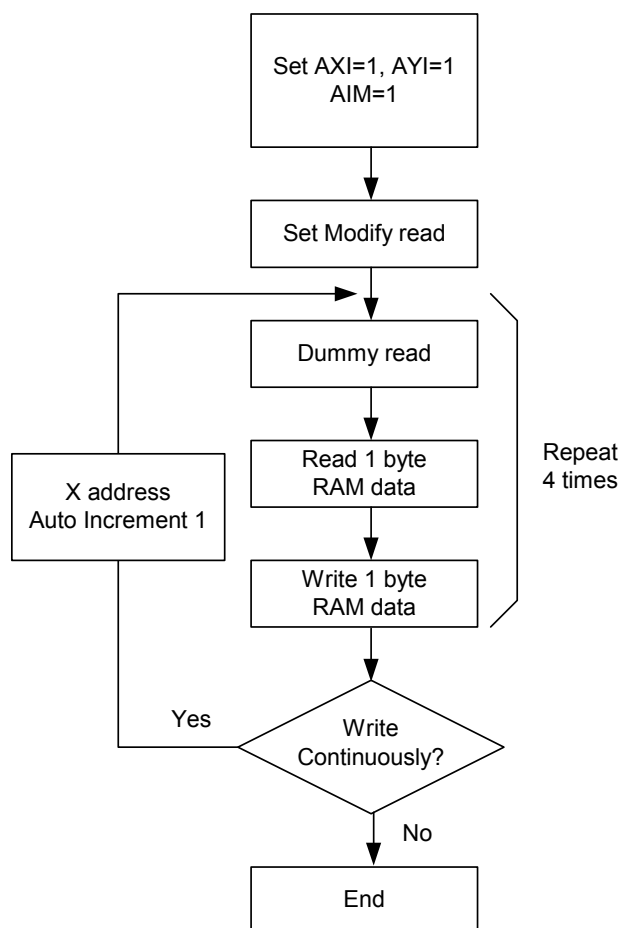 Set AXI=1, AYI=1
AIM=1
Set Modify read
Dummy read
Read 1 byte
RAM data
Repeat
4 times
X address
Auto Increment 1
Write 1 byte
RAM data
Yes
Write
Continuously?
No
End